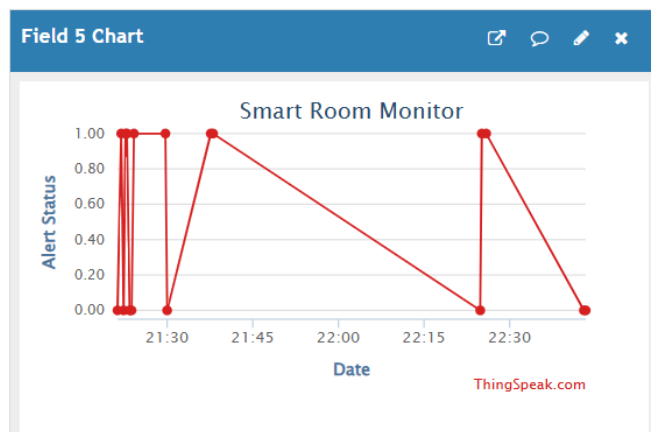 Field 5 Chart
Smart Room Monitor
Alert Status
1.00
0.80
0.60
0.40
0.20
0.00
21:30 21:45 22:00 22:15 22:30
Date
ThingSpeak.com